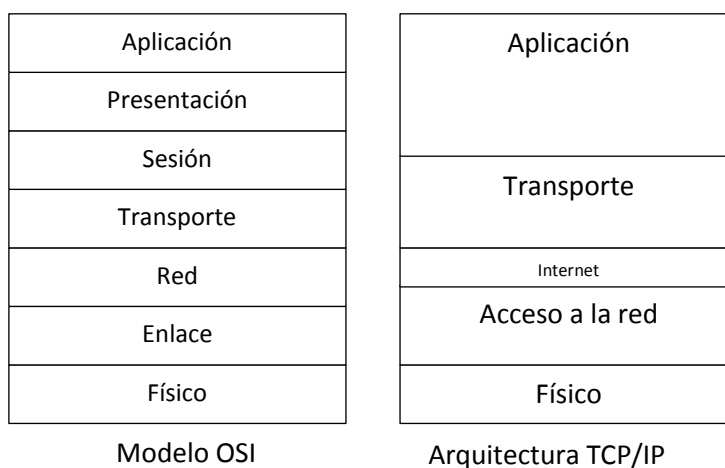 Aplicación
Presentación
Sesión
Transporte
Red
Enlace
Físico
Modelo OSI
Aplicación
Transporte
Internet
Acceso a la red
Físico
Arquitectura TCP/IP